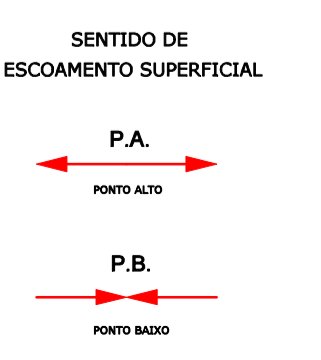 SENTIDO DE
ESCOAMENTO SUPERFICIAL
P.A.
PONTO ALTO
P.B.
PONTO BAIXO